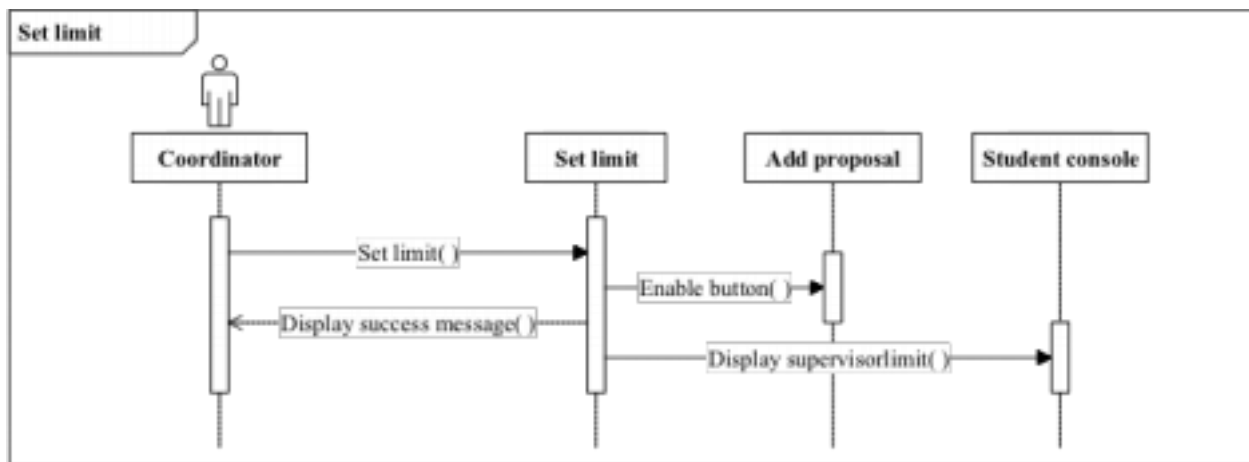 Set limit
Coordinator
Set limit
Add proposal
Student console
Set limit( )
Enable button( )
Display success message( )
Display supervisorlimit( )